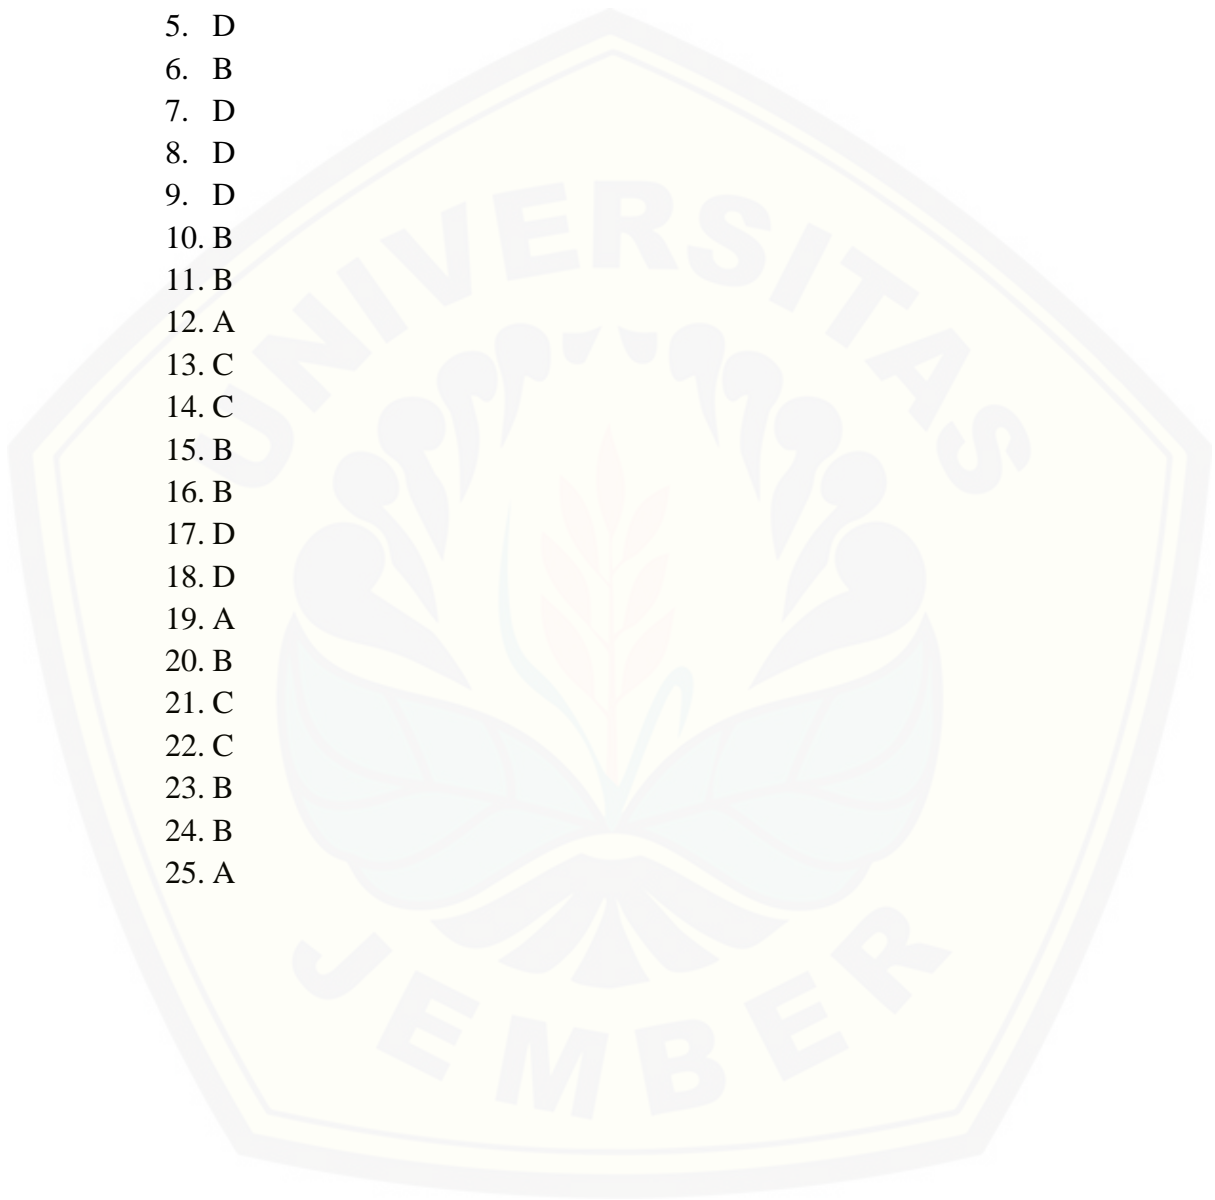 5. D
6. B
7. D
8. D
9. D
10. B
11. B
12. A
13. C
14. C
15. B
16. B
17. D
18. D
19. A
20. B
21. C
22. C
23. B
24. B
25. A
UNIVERSITAS
JEMBER